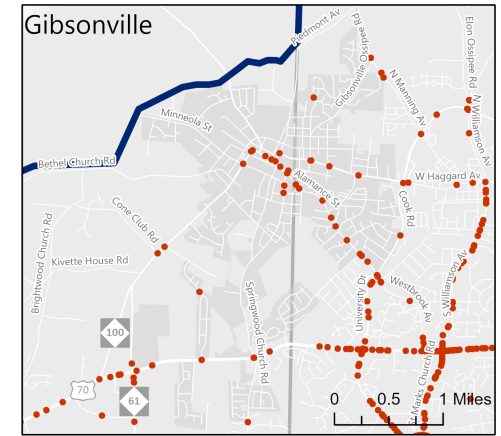 Gibsonville
Piedmont Av
Gibsonville Ossipee Rd
Elon Ossipee Rd
N Manning Av
N Williamson Av
Minneola St
Bethel Church Rd
W Haggard Av
Alamance St
Cook Rd
Cone Club Rd
Brightwood Church Rd
Kivette House Rd
S Williamson Av
Westbrook Av
University Dr
Springwood Church Rd
St Marks Church Rd
100
70
61
0 0.5 1 Miles